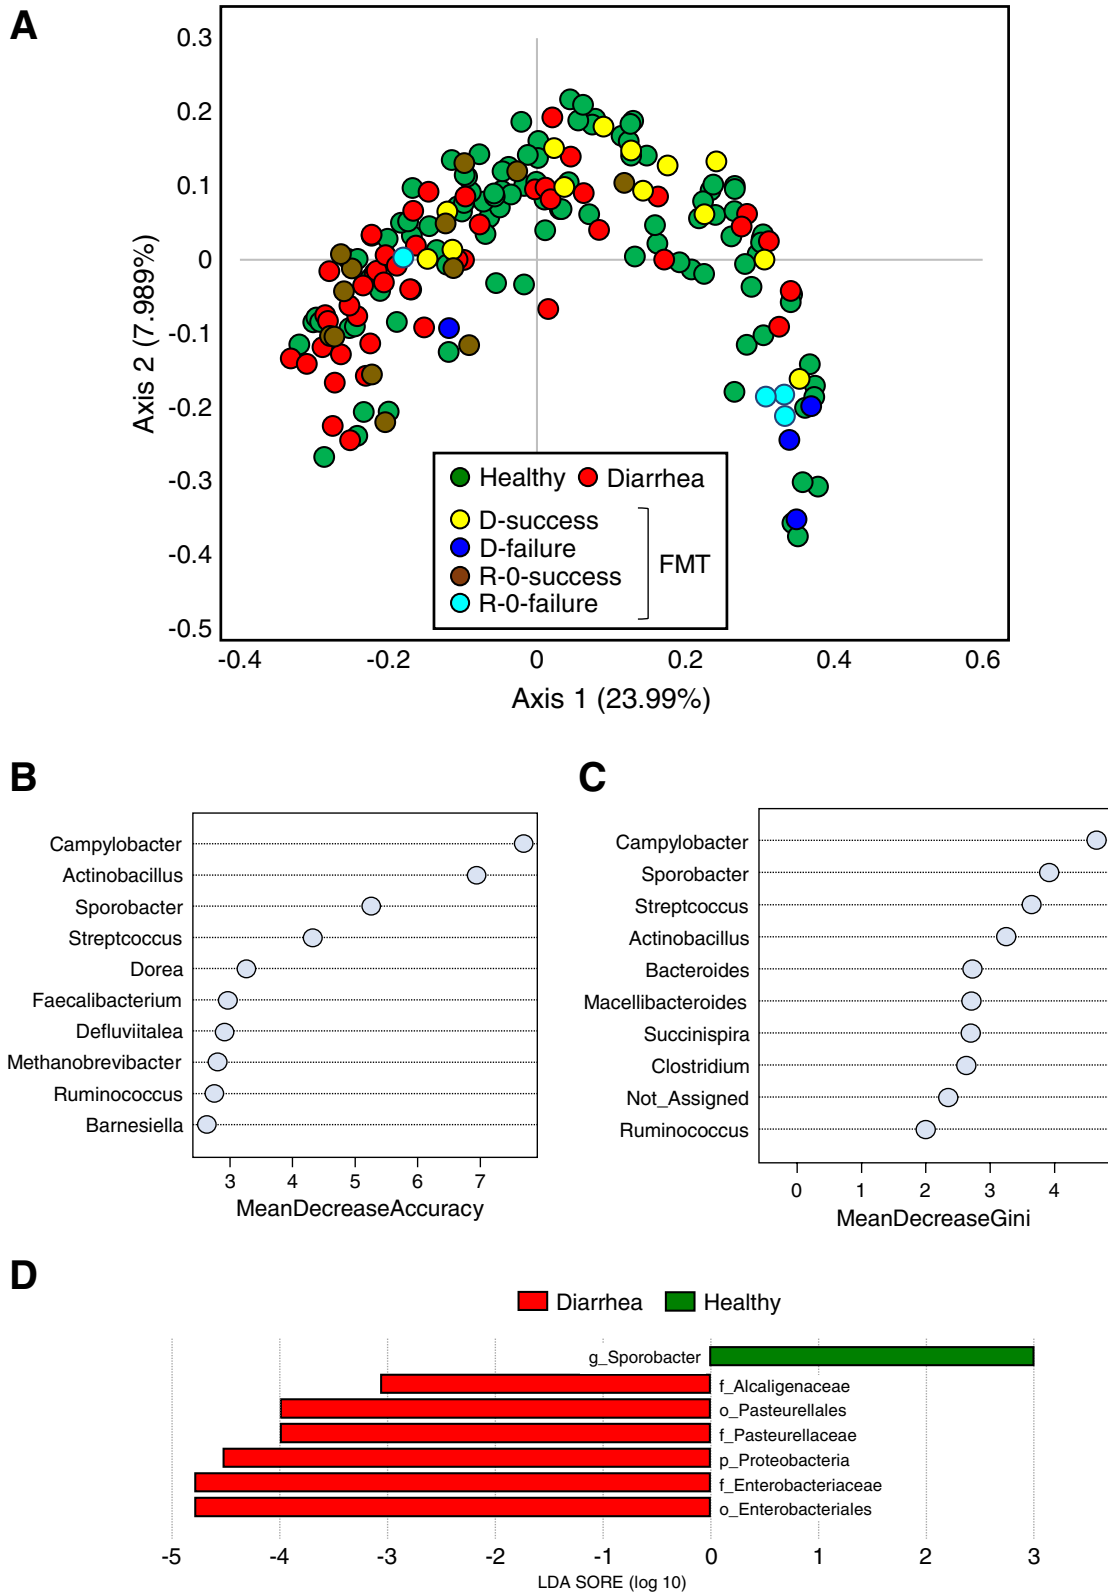 A
0.3
0.2
0.1
0
-0.1
-0.2
-0.3
-0.4
-0.5
Axis 2 (7.989%)
Healthy
Diarrhea
D-success
D-failure
R-0-success
R-0-failure
FMT
-0.4
-0.2
0
0.2
0.4
0.6
Axis 1 (23.99%)
B
Campylobacter
Actinobacillus
Sporobacter
Streptcoccus
Dorea
Faecalibacterium
Defluviitalea
Methanobrevibacter
Ruminococcus
Barnesiella
3
4
5
6
7
MeanDecreaseAccuracy
C
Campylobacter
Sporobacter
Streptcoccus
Actinobacillus
Bacteroides
Macellibacteroides
Succinispira
Clostridium
Not_Assigned
Ruminococcus
0
1
2
3
4
MeanDecreaseGini
D
Diarrhea
Healthy
g_Sporobacter
f_Alcaligenaceae
o_Pasteurellales
f_Pasteurellaceae
p_Proteobacteria
f_Enterobacteriaceae
o_Enterobacteriales
-5
-4
-3
-2
-1
0
1
2
3
LDA SORE (log 10)